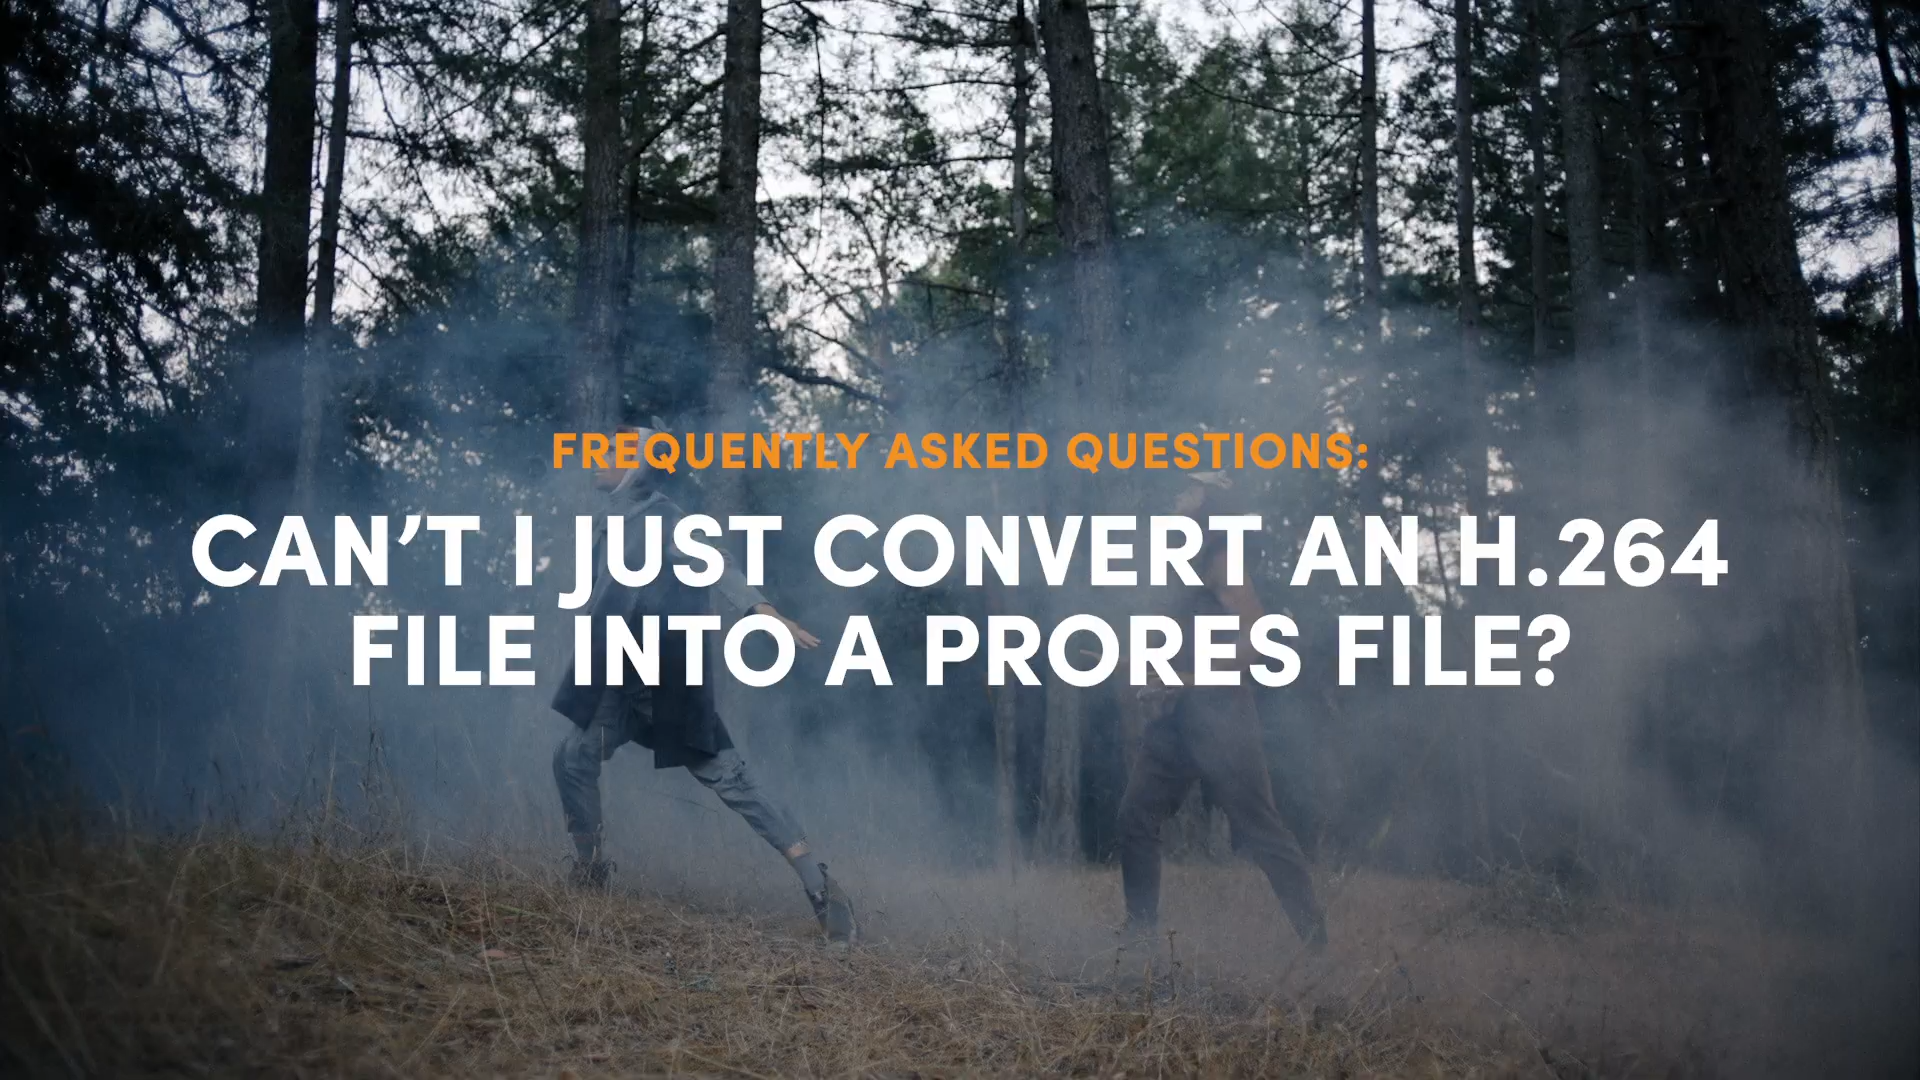 FREQUENTLY ASKED QUESTIONS:
CAN’T I JUST CONVERT AN H.264
FILE INTO A PRORES FILE?